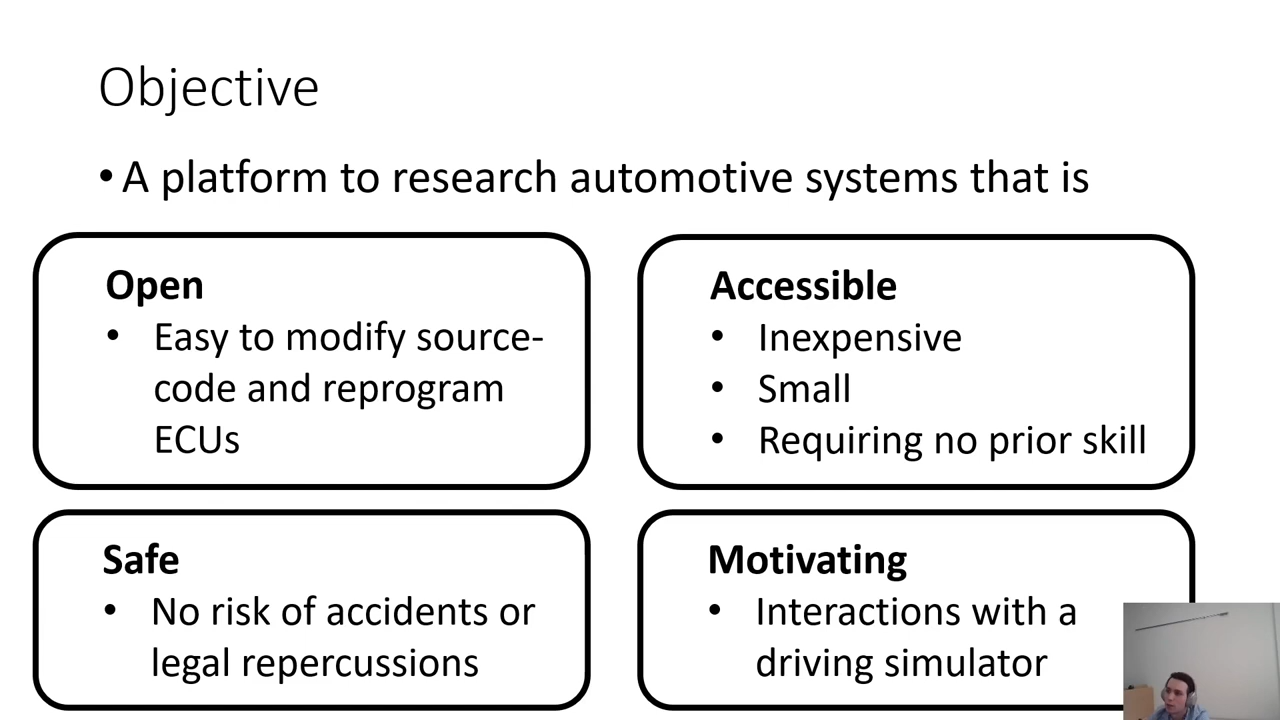 Objective
• A platform to research automotive systems that is
Open
• Easy to modify source-
code and reprogram
ECUs
Accessible
• Inexpensive
• Small
• Requiring no prior skill
Safe
• No risk of accidents or
legal repercussions
Motivating
• Interactions with a
driving simulator